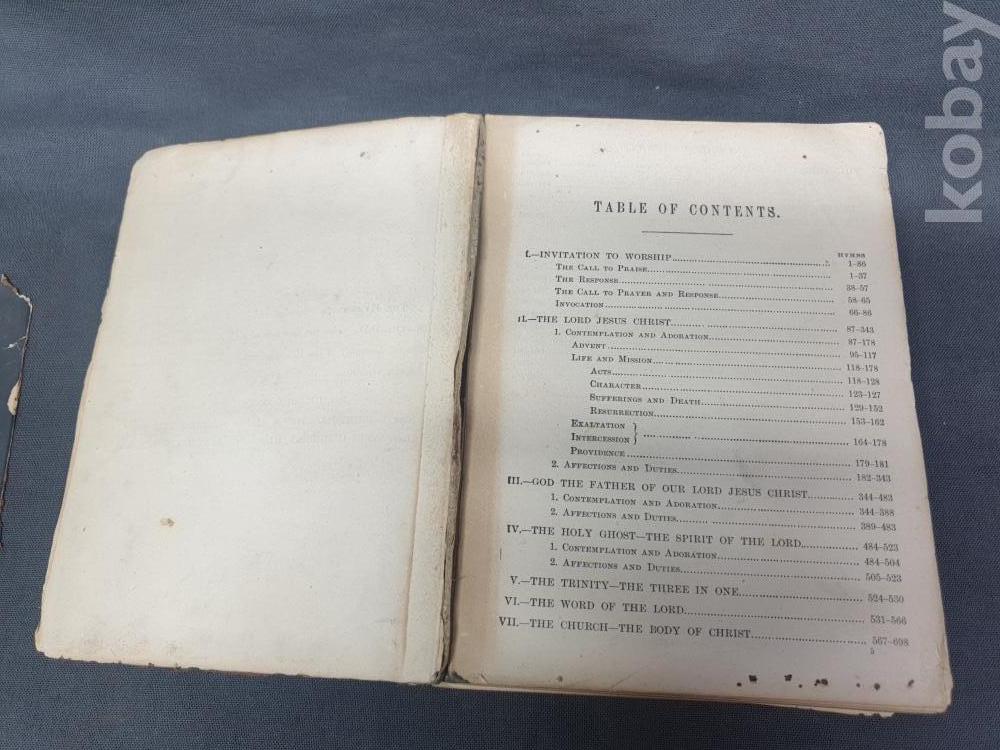 kobay
TABLE OF CONTENTS.
HYMNS
I.—INVITATION TO WORSHIP 1-86
The Call to Praise 1-37
The Response 38-57
The Call to Prayer and Response 58-65
Invocation 66-86
II.—THE LORD JESUS CHRIST 87-343
1. Contemplation and Adoration 87-178
Advent 95-117
Life and Mission 118-178
Acts 118-128
Character 123-127
Sufferings and Death 129-152
Resurrection 153-162
Exaltation }
Intercession } 164-178
Providence 179-181
2. Affections and Duties 182-343
III.—GOD THE FATHER OF OUR LORD JESUS CHRIST 344-483
1. Contemplation and Adoration 344-388
2. Affections and Duties 389-483
IV.—THE HOLY GHOST—THE SPIRIT OF THE LORD 484-523
1. Contemplation and Adoration 484-504
2. Affections and Duties 505-523
V.—THE TRINITY—THE THREE IN ONE 524-530
VI.—THE WORD OF THE LORD 531-566
VII.—THE CHURCH—THE BODY OF CHRIST 567-698
5